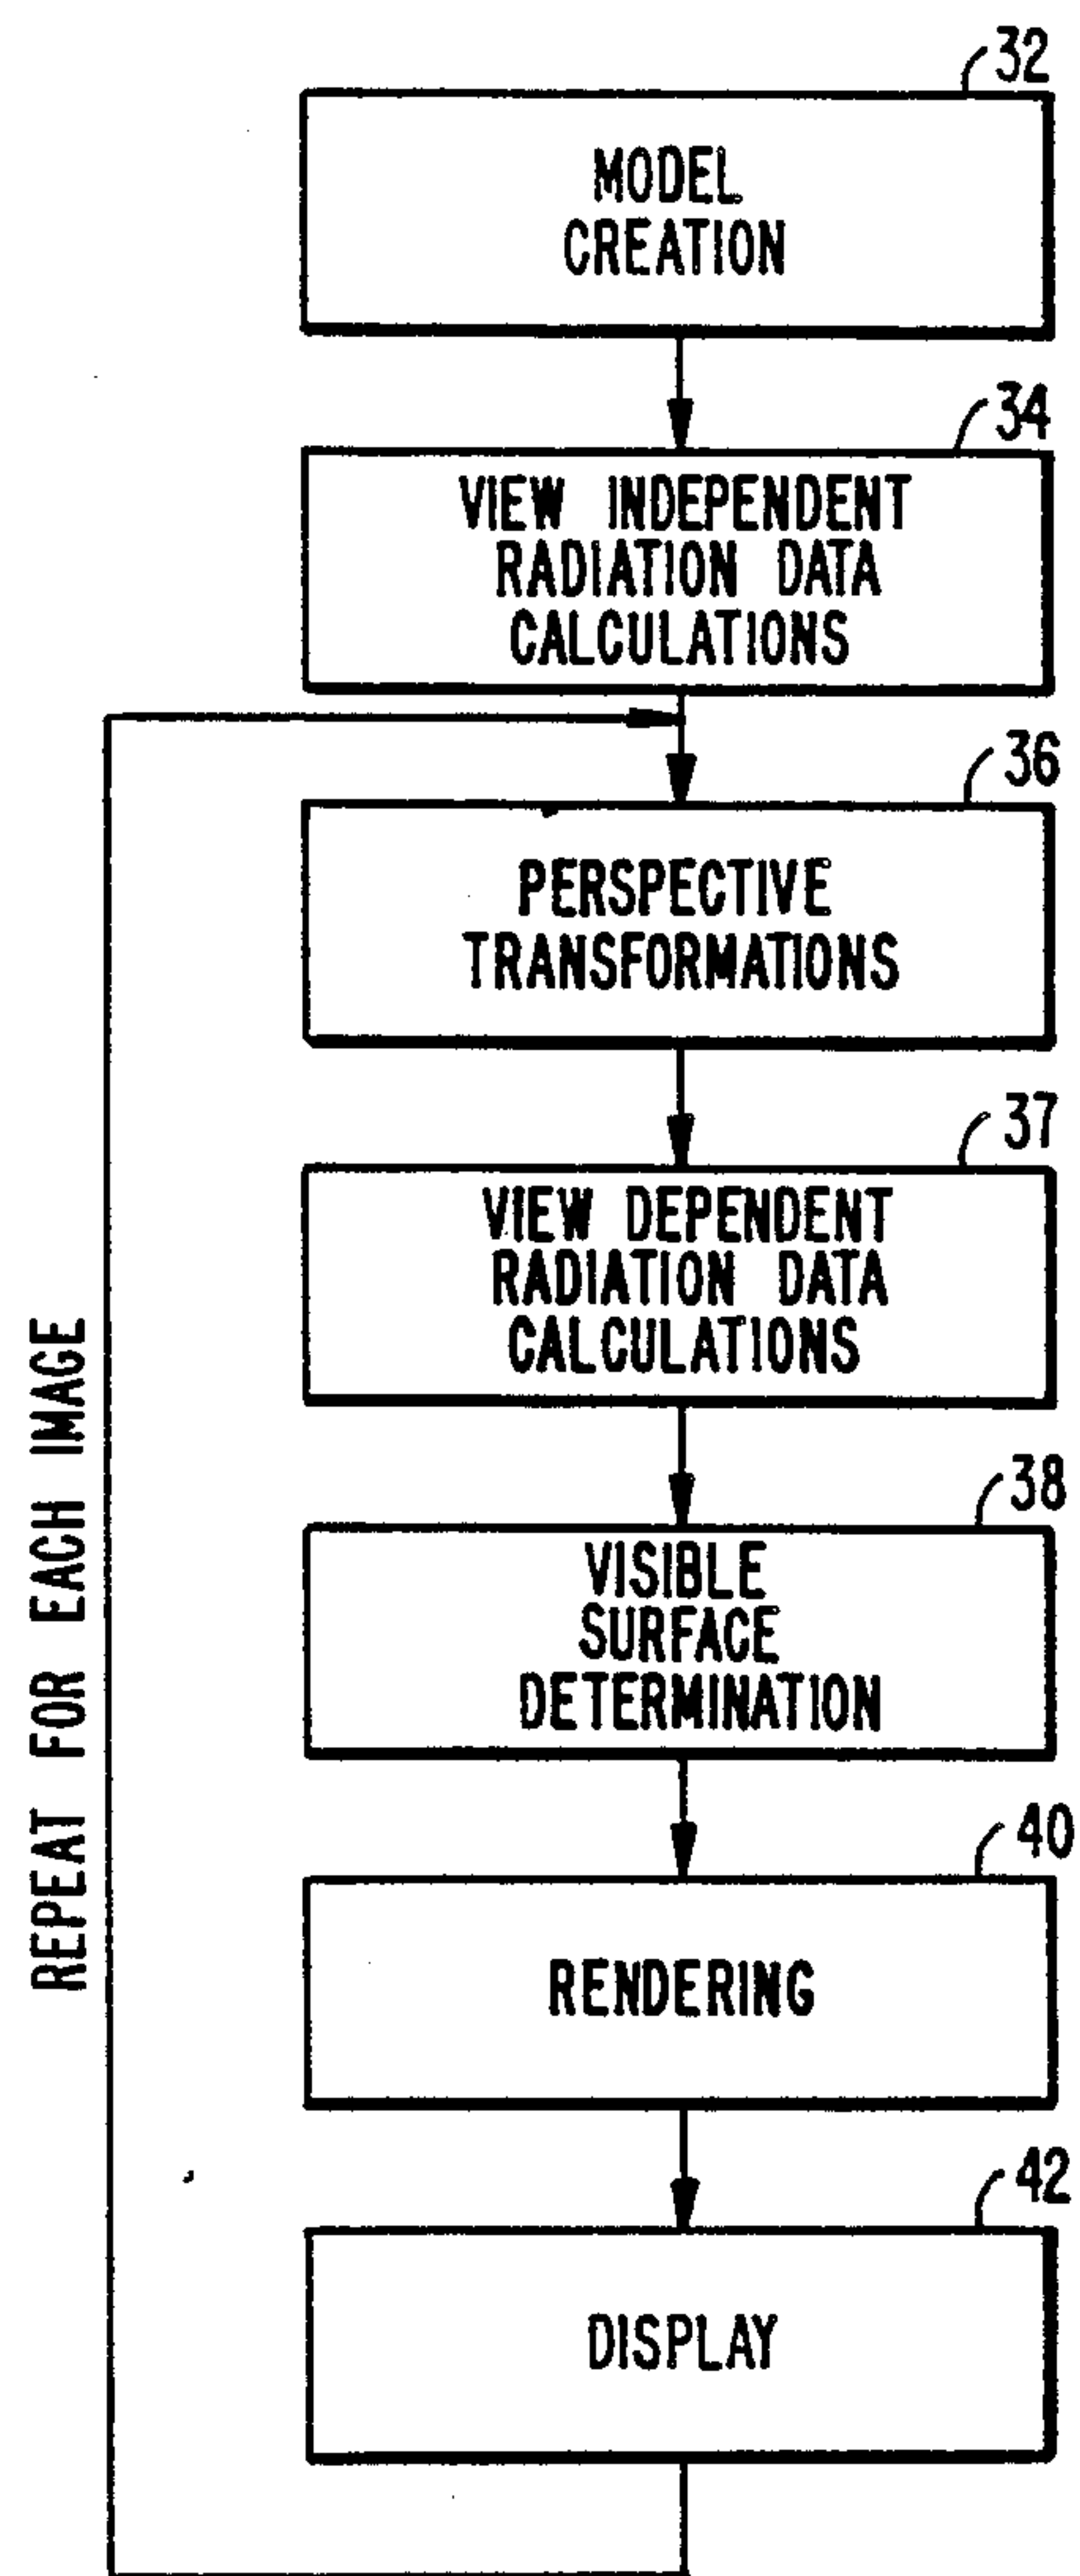 32
MODEL
CREATION
34
VIEW INDEPENDENT
RADIATION DATA
CALCULATIONS
36
PERSPECTIVE
TRANSFORMATIONS
37
VIEW DEPENDENT
RADIATION DATA
CALCULATIONS
38
VISIBLE
SURFACE
DETERMINATION
40
RENDERING
42
DISPLAY
REPEAT FOR EACH IMAGE